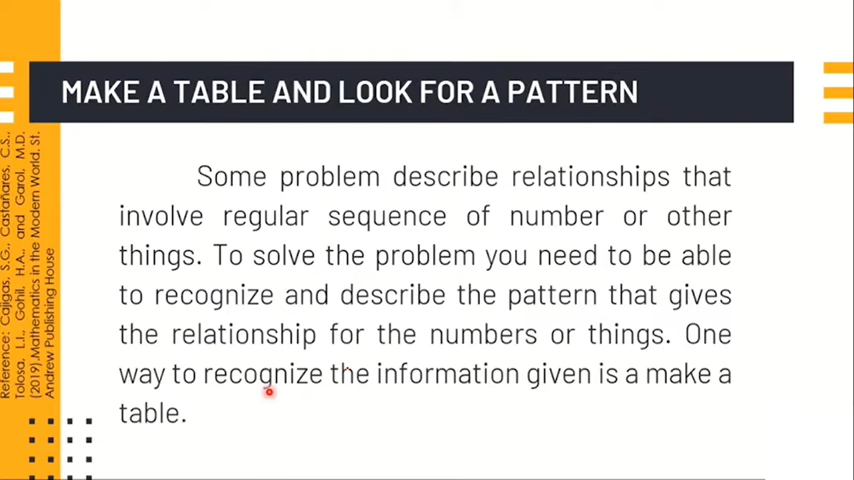 MAKE A TABLE AND LOOK FOR A PATTERN
Some problem describe relationships that
involve regular sequence of number or other
things. To solve the problem you need to be able
to recognize and describe the pattern that gives
the relationship for the numbers or things. One
way to recognize the information given is a make a
table.
Reference: Cajigas, S.G., Castañares, C.S.,
Tolosa, L.I., Gohil, H.A., and Garol, M.D.
(2019).Mathematics in the Modern World. St.
Andrew Publishing House